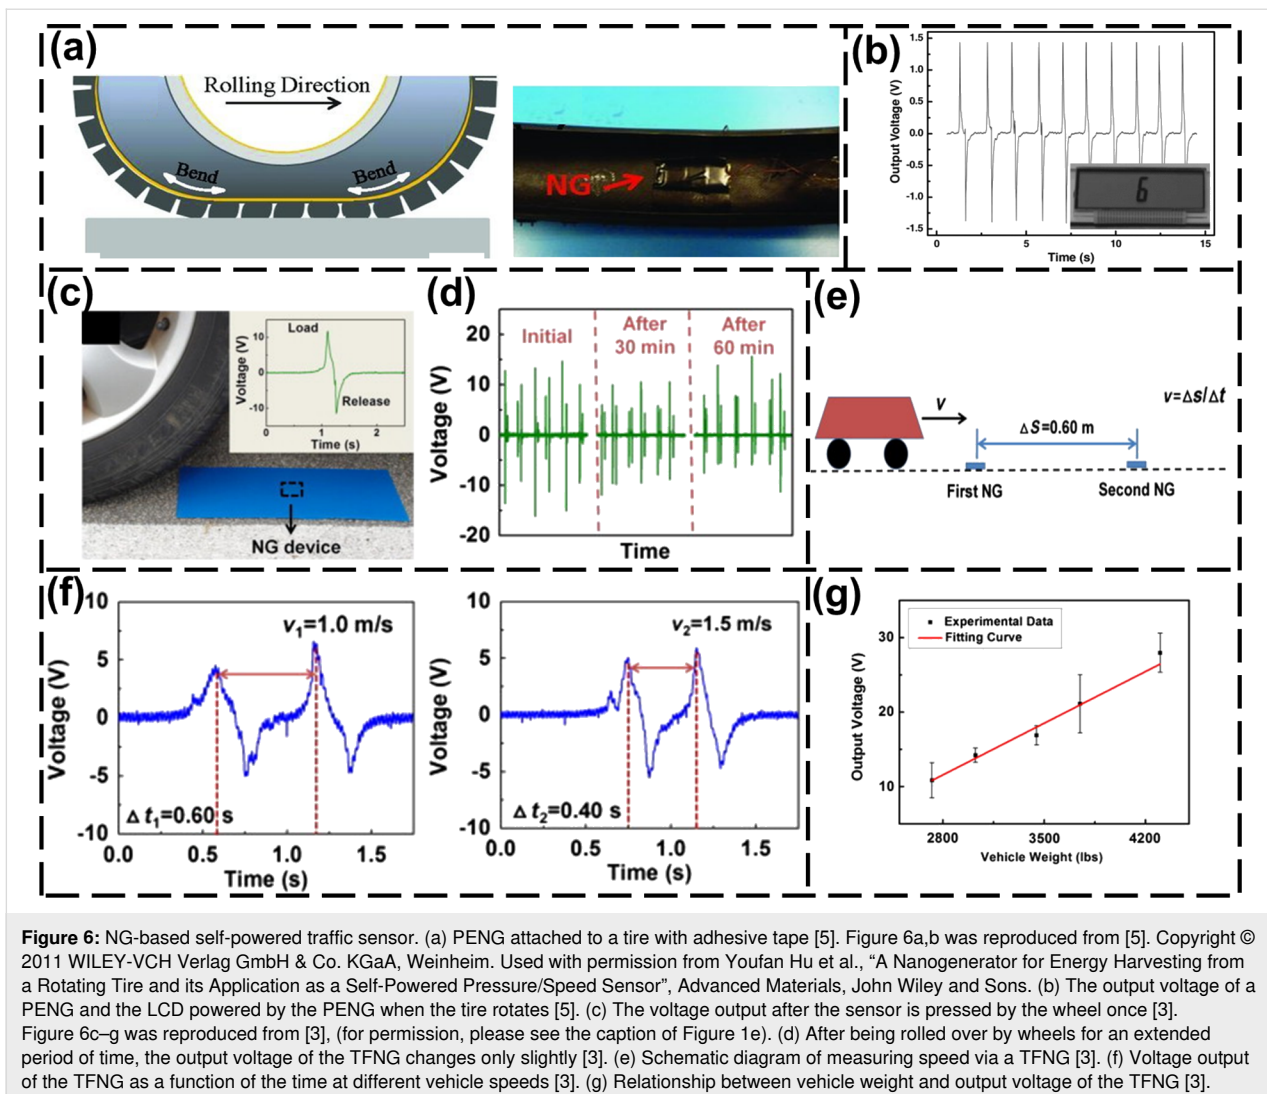 (a)
Rolling Direction
Bend
Bend
NG
(b)
Output Voltage (V)
1.5
1.0
0.5
0.0
-0.5
-1.0
-1.5
6
0
5
10
15
Time (s)
(c)
Load
Release
Voltage (V)
10
0
-10
0
1
2
Time (s)
NG device
(d)
Voltage (V)
20
10
0
-10
-20
Initial
After
30 min
After
60 min
Time
(e)
v
v=Δs/Δt
ΔS=0.60 m
First NG
Second NG
(f)
Voltage (V)
10
5
0
-5
-10
v1=1.0 m/s
Δ t1=0.60 s
0.0
0.5
1.0
1.5
Time (s)
Voltage (V)
10
5
0
-5
-10
v2=1.5 m/s
Δ t2=0.40 s
0.0
0.5
1.0
1.5
Time (s)
(g)
Experimental Data
Fitting Curve
Output Voltage (V)
30
20
10
2800
3500
4200
Vehicle Weight (lbs)
Figure 6: NG-based self-powered traffic sensor. (a) PENG attached to a tire with adhesive tape [5]. Figure 6a,b was reproduced from [5]. Copyright ©
2011 WILEY-VCH Verlag GmbH & Co. KGaA, Weinheim. Used with permission from Youfan Hu et al., “A Nanogenerator for Energy Harvesting from
a Rotating Tire and its Application as a Self-Powered Pressure/Speed Sensor”, Advanced Materials, John Wiley and Sons. (b) The output voltage of a
PENG and the LCD powered by the PENG when the tire rotates [5]. (c) The voltage output after the sensor is pressed by the wheel once [3].
Figure 6c–g was reproduced from [3], (for permission, please see the caption of Figure 1e). (d) After being rolled over by wheels for an extended
period of time, the output voltage of the TFNG changes only slightly [3]. (e) Schematic diagram of measuring speed via a TFNG [3]. (f) Voltage output
of the TFNG as a function of the time at different vehicle speeds [3]. (g) Relationship between vehicle weight and output voltage of the TFNG [3].